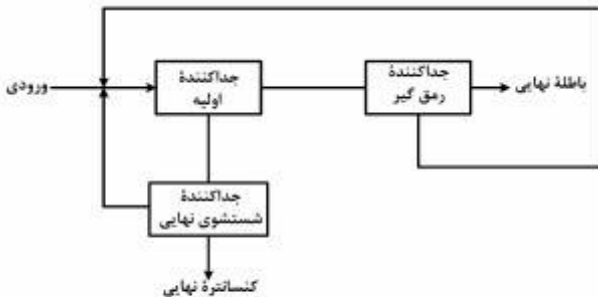 ورودی
جداکنندهٔ
اولیه
جداکنندهٔ
رمق گیر
باطلهٔ نهایی
جداکنندهٔ
شستشوی نهایی
کنسانترهٔ نهایی